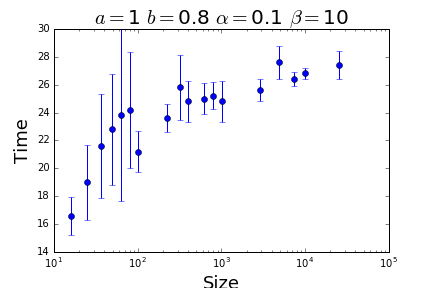 a = 1 b = 0.8 α = 0.1 β = 10
Time
30
28
26
24
22
20
18
16
14
10¹ 10² 10³ 10⁴ 10⁵
Size